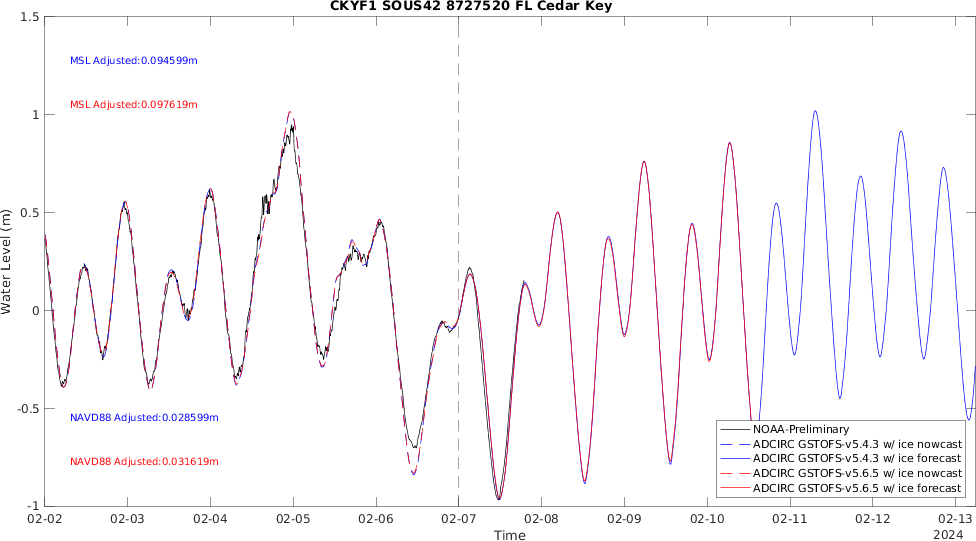 CKYF1 SOUS42 8727520 FL Cedar Key
1.5
1
0.5
0
-0.5
-1
Water Level (m)
MSL Adjusted:0.094599m
MSL Adjusted:0.097619m
NAVD88 Adjusted:0.028599m
NAVD88 Adjusted:0.031619m
NOAA-Preliminary
ADCIRC GSTOFS-v5.4.3 w/ ice nowcast
ADCIRC GSTOFS-v5.4.3 w/ ice forecast
ADCIRC GSTOFS-v5.6.5 w/ ice nowcast
ADCIRC GSTOFS-v5.6.5 w/ ice forecast
02-02 02-03 02-04 02-05 02-06 02-07 02-08 02-09 02-10 02-11 02-12 02-13
Time
2024